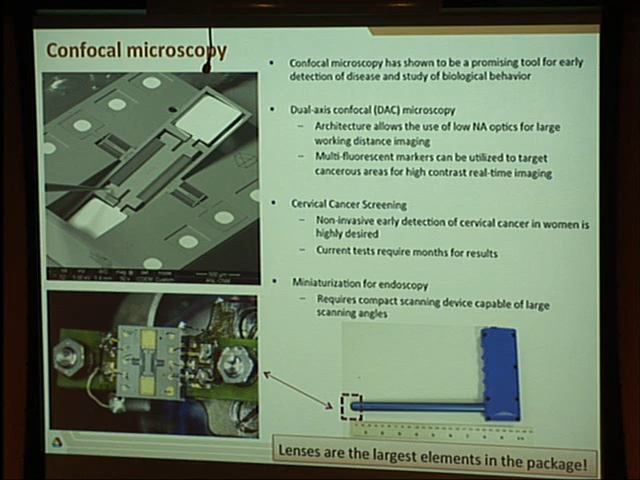 Confocal microscopy
• Confocal microscopy has shown to be a promising tool for early
detection of disease and study of biological behavior
• Dual-axis confocal (DAC) microscopy
– Architecture allows the use of low NA optics for large
working distance imaging
– Multi-fluorescent markers can be utilized to target
cancerous areas for high contrast real-time imaging
• Cervical Cancer Screening
– Non-invasive early detection of cervical cancer in women is
highly desired
– Current tests require months for results
• Miniaturization for endoscopy
– Requires compact scanning device capable of large
scanning angles
Lenses are the largest elements in the package!